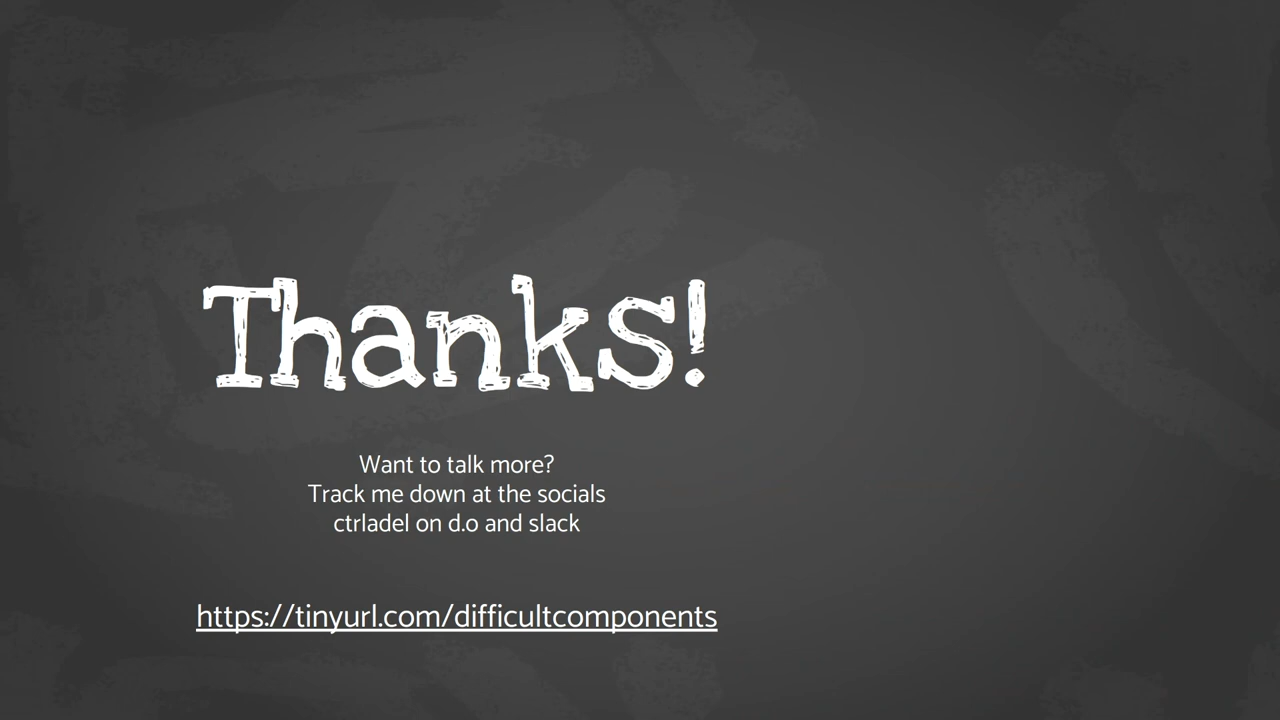 Thanks!
Want to talk more?
Track me down at the socials
ctrladel on d.o and slack
https://tinyurl.com/difficultcomponents